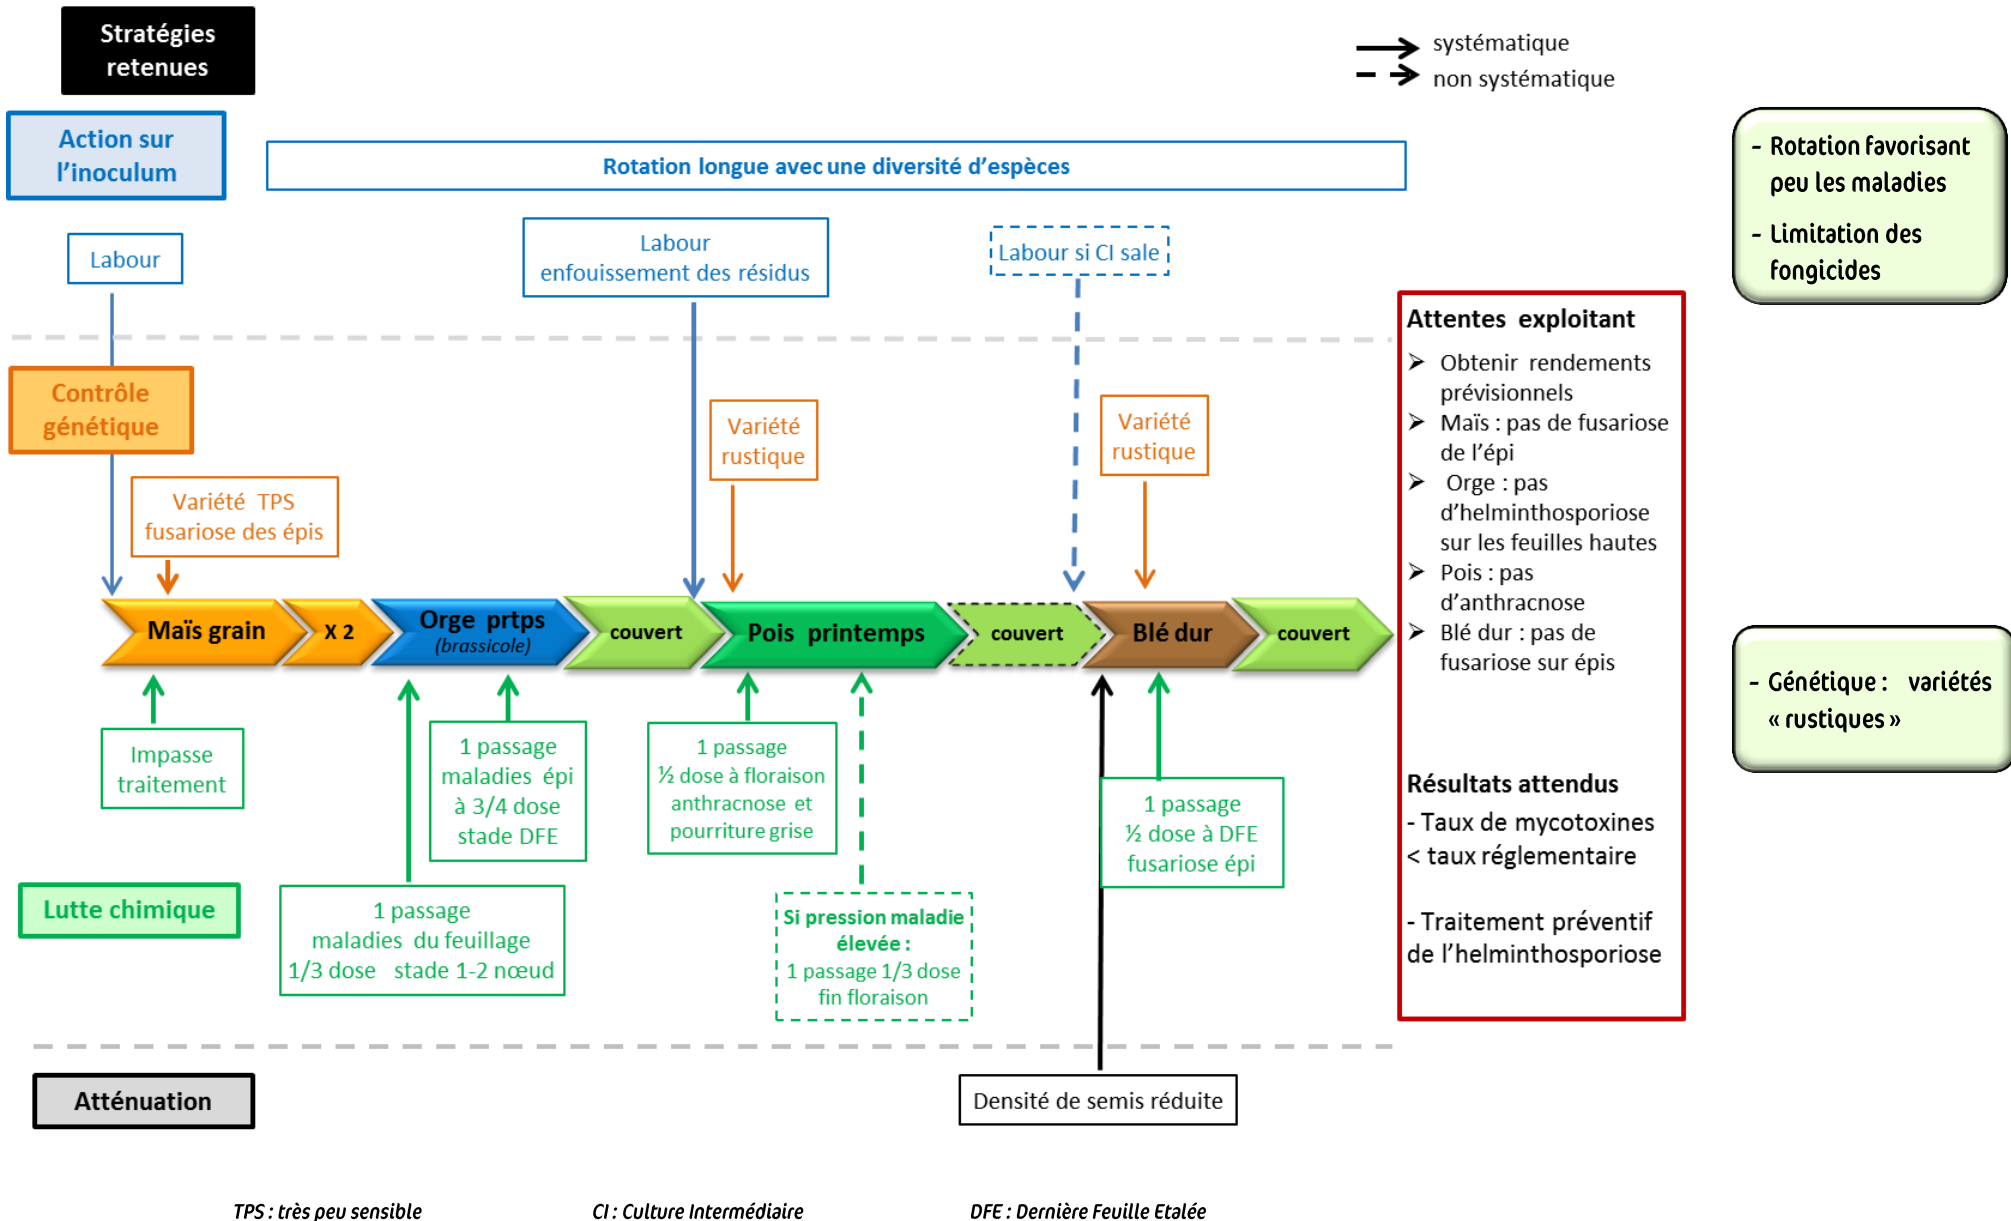 Stratégies
retenues
systématique
non systématique
Action sur
l'inoculum
Rotation longue avec une diversité d'espèces
- Rotation favorisant
peu les maladies
- Limitation des
fongicides
Labour
Labour
enfouissement des résidus
Labour si CI sale
Contrôle
génétique
Variété TPS
fusariose des épis
Variété
rustique
Variété
rustique
Maïs grain
X 2
Orge prtps
(brassicole)
couvert
Pois printemps
couvert
Blé dur
couvert
Attentes exploitant
➢ Obtenir rendements
prévisionnels
➢ Maïs : pas de fusariose
de l'épi
➢ Orge : pas
d'helminthosporiose
sur les feuilles hautes
➢ Pois : pas
d'anthracnose
➢ Blé dur : pas de
fusariose sur épis
Résultats attendus
- Taux de mycotoxines
< taux réglementaire
- Traitement préventif
de l'helminthosporiose
- Génétique : variétés
« rustiques »
Lutte chimique
Impasse
traitement
1 passage
maladies du feuillage
1/3 dose stade 1-2 nœud
1 passage
maladies épi
à 3/4 dose
stade DFE
1 passage
½ dose à floraison
anthracnose et
pourriture grise
Si pression maladie
élevée :
1 passage 1/3 dose
fin floraison
1 passage
½ dose à DFE
fusariose épi
Atténuation
Densité de semis réduite
TPS : très peu sensible
CI : Culture Intermédiaire
DFE : Dernière Feuille Etalée